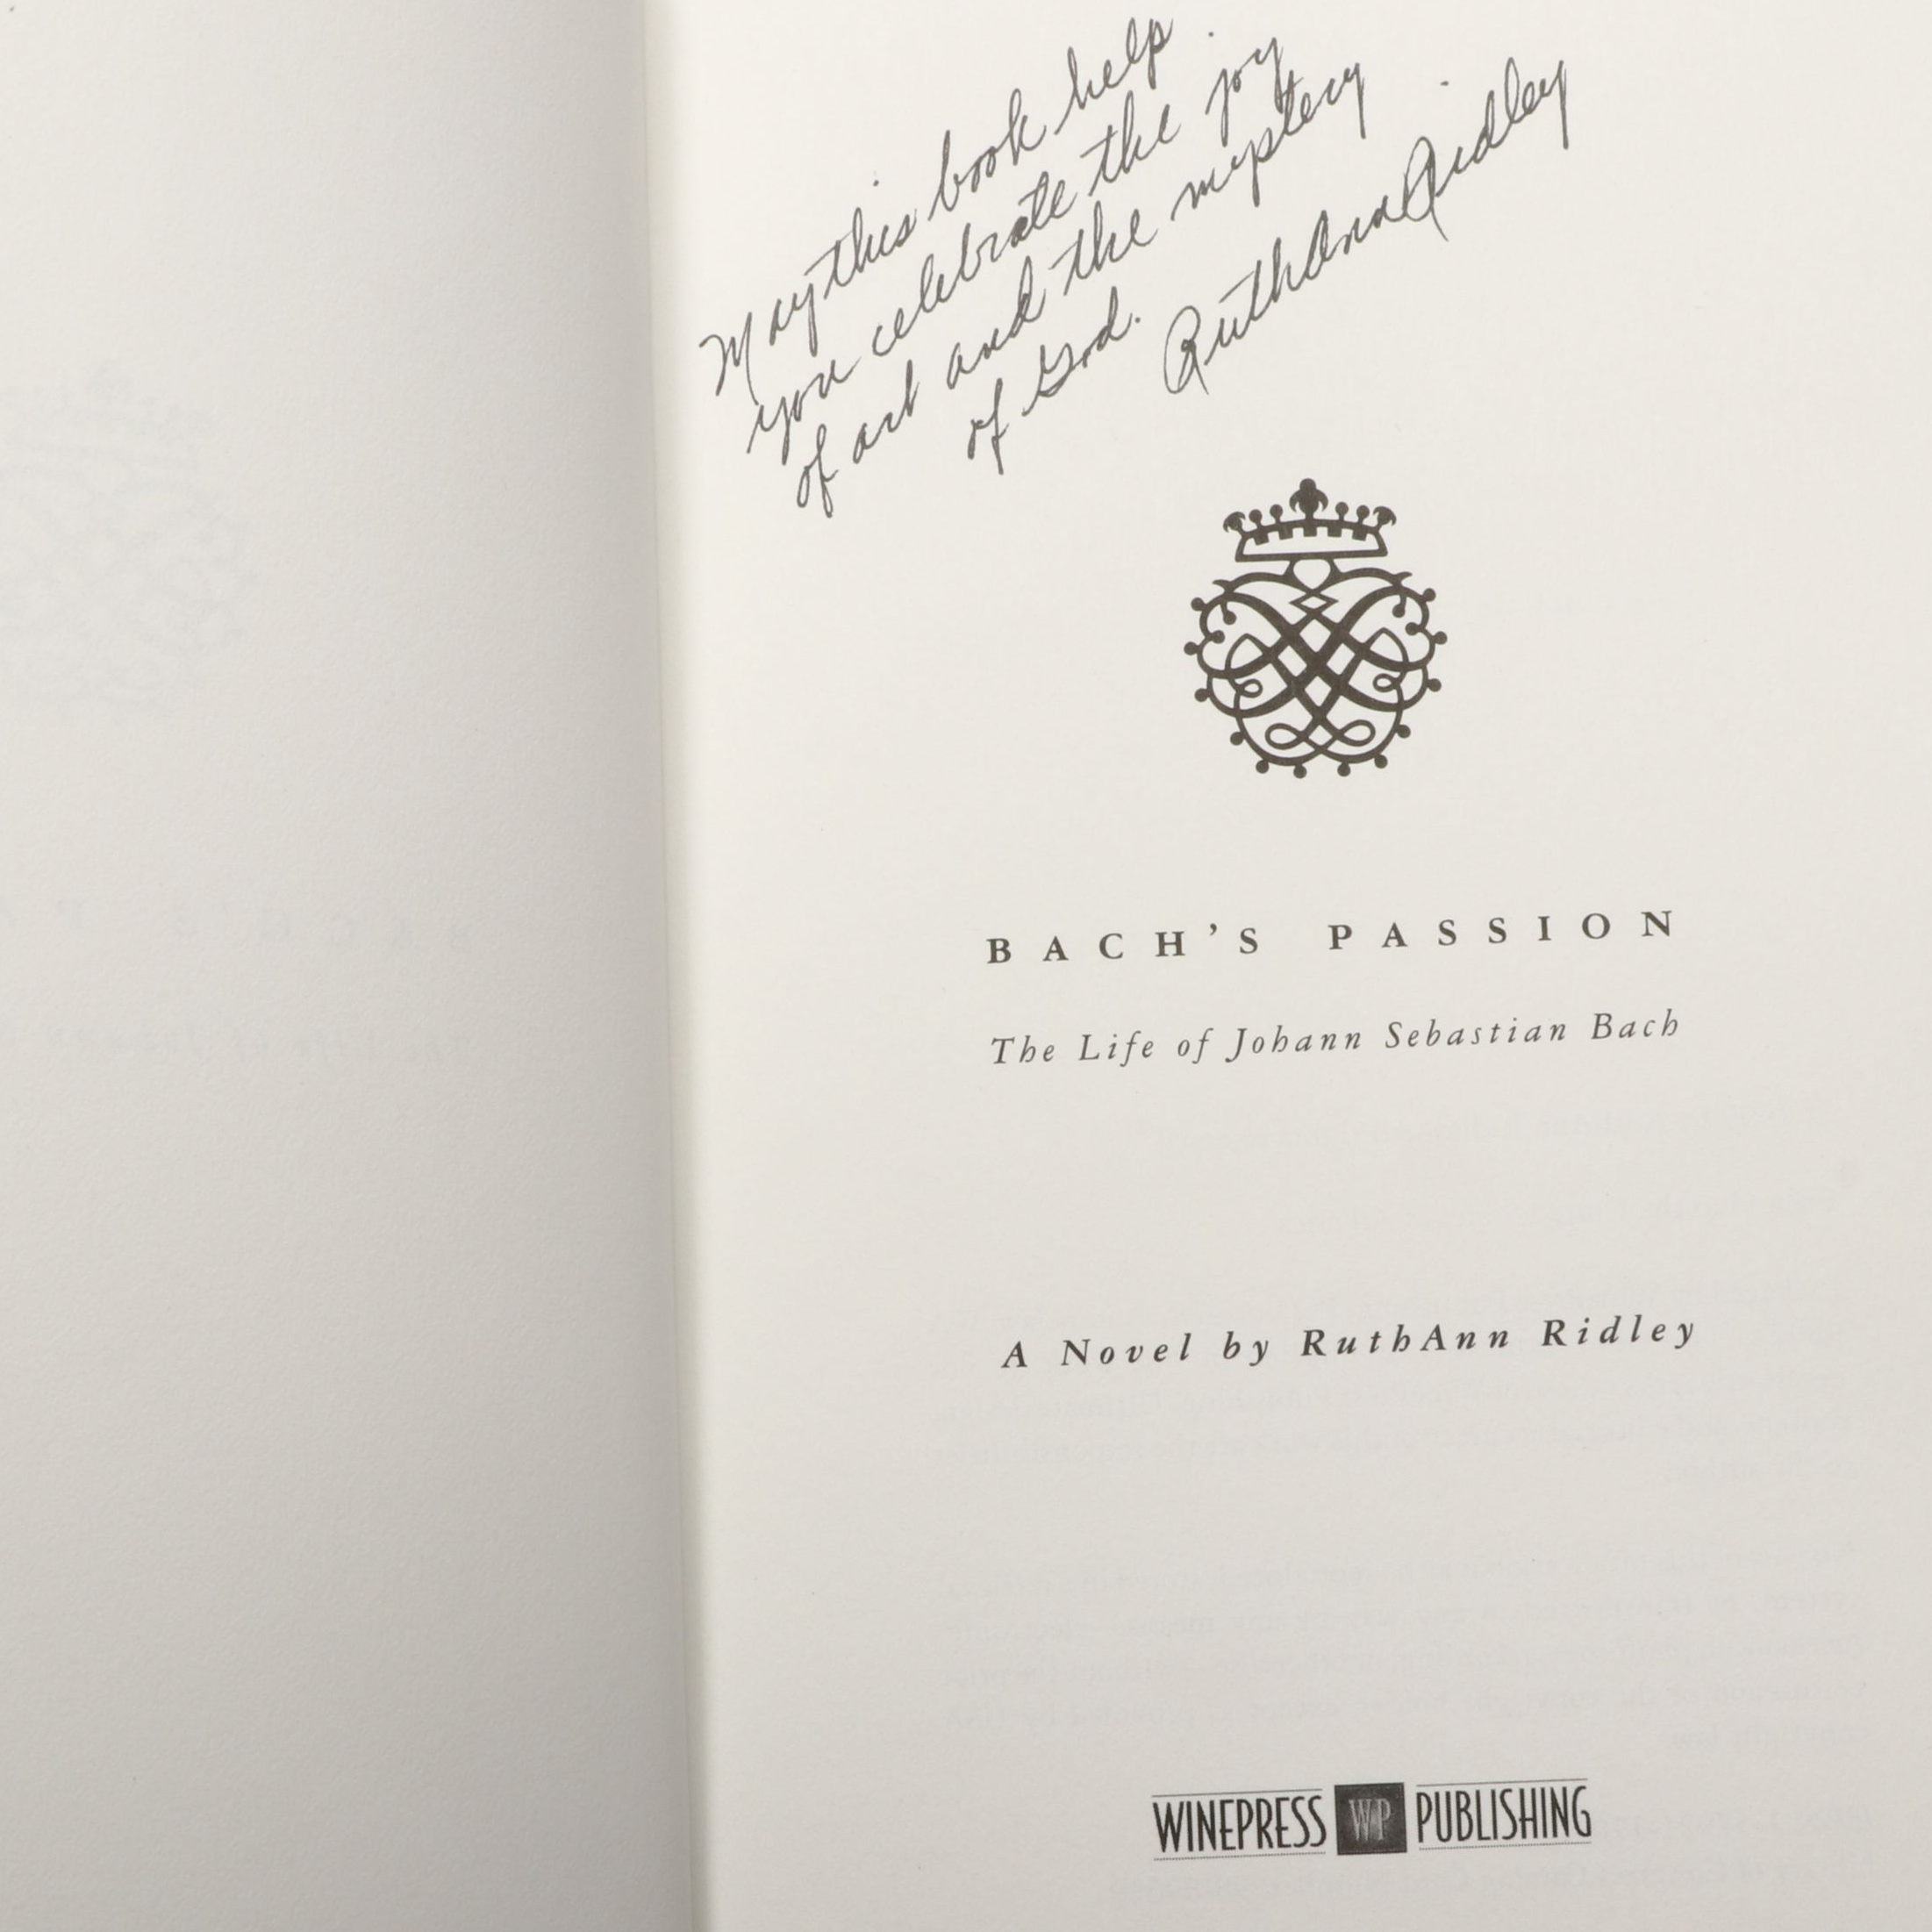 May this book help
you celebrate the joy
of art and the mystery
of God.
RuthAnn Ridley
BACH'S PASSION
The Life of Johann Sebastian Bach
A Novel by RuthAnn Ridley
WINEPRESS WP PUBLISHING